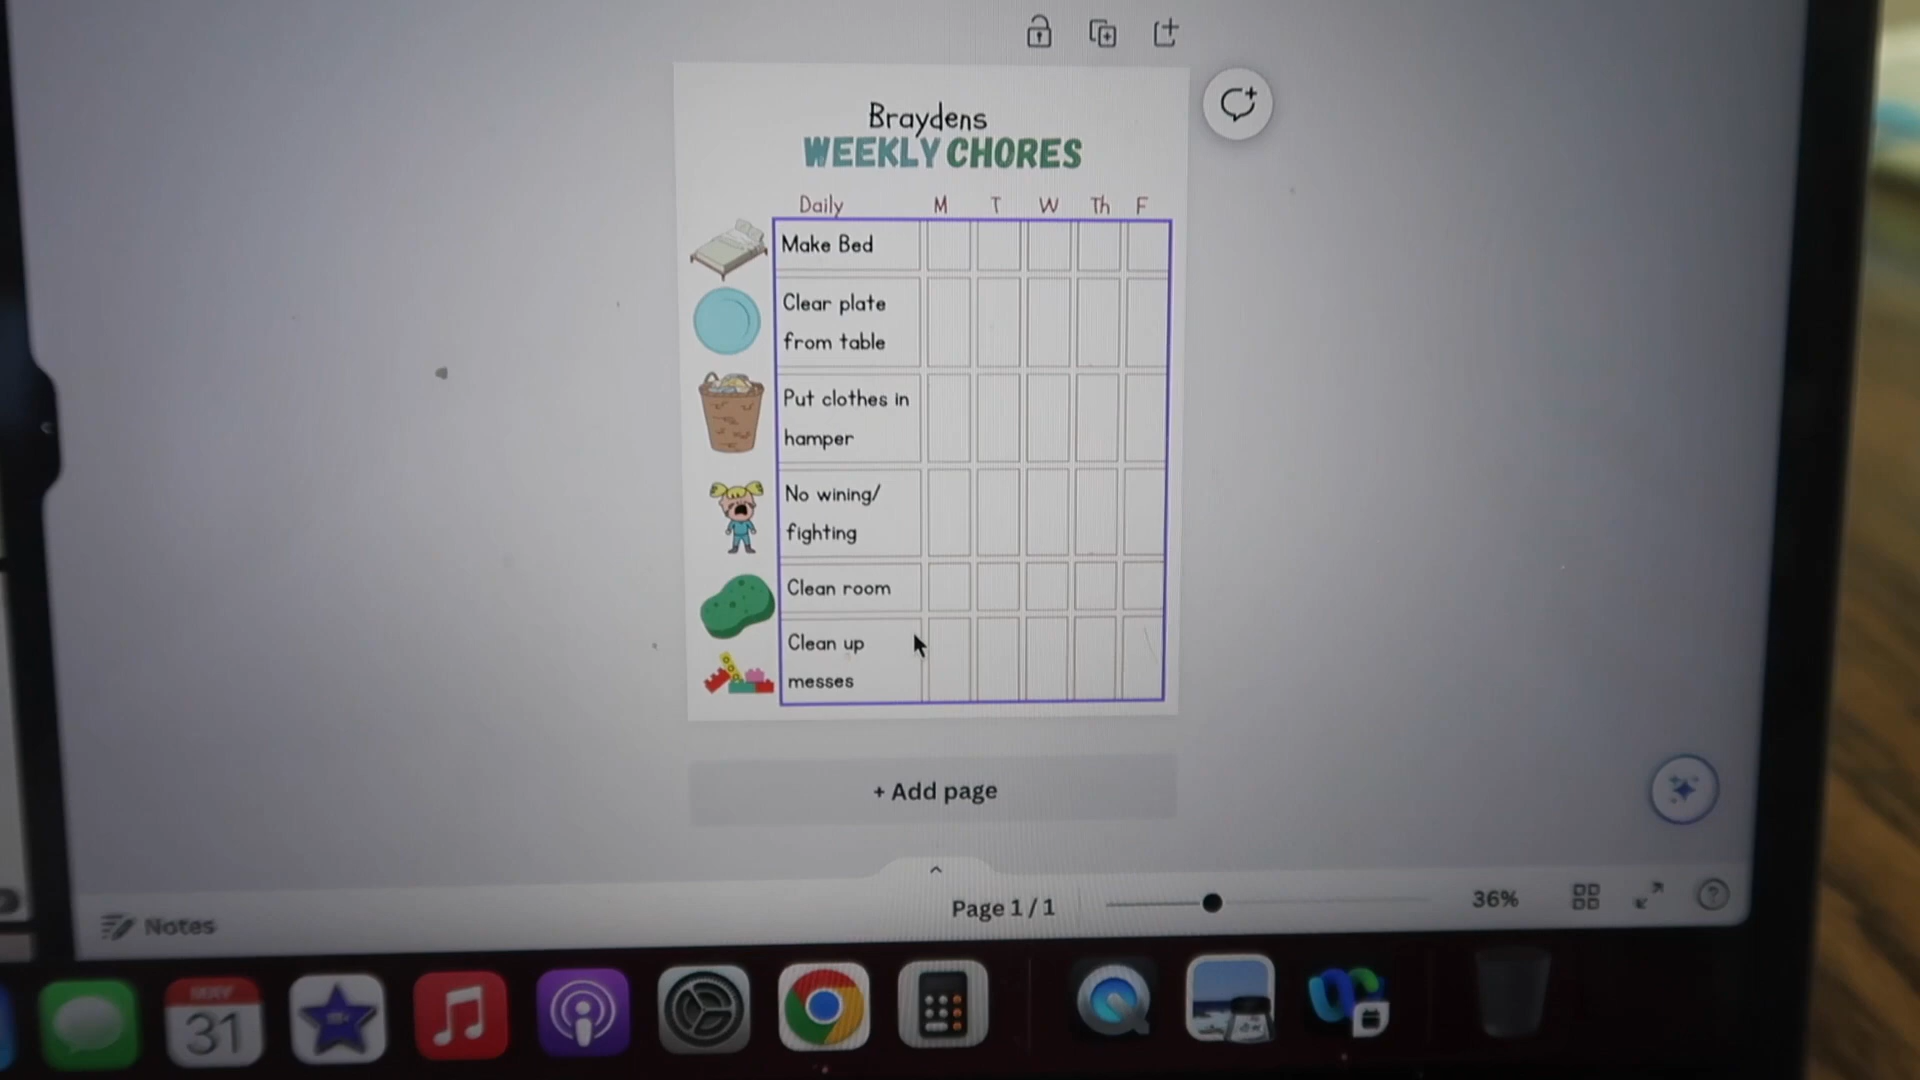 Braydens
WEEKLY CHORES
Daily M T W Th F
Make Bed
Clear plate
from table
Put clothes in
hamper
No wining/
fighting
Clean room
Clean up
messes
+ Add page
Notes
Page 1 / 1
36%
?
MAY
31